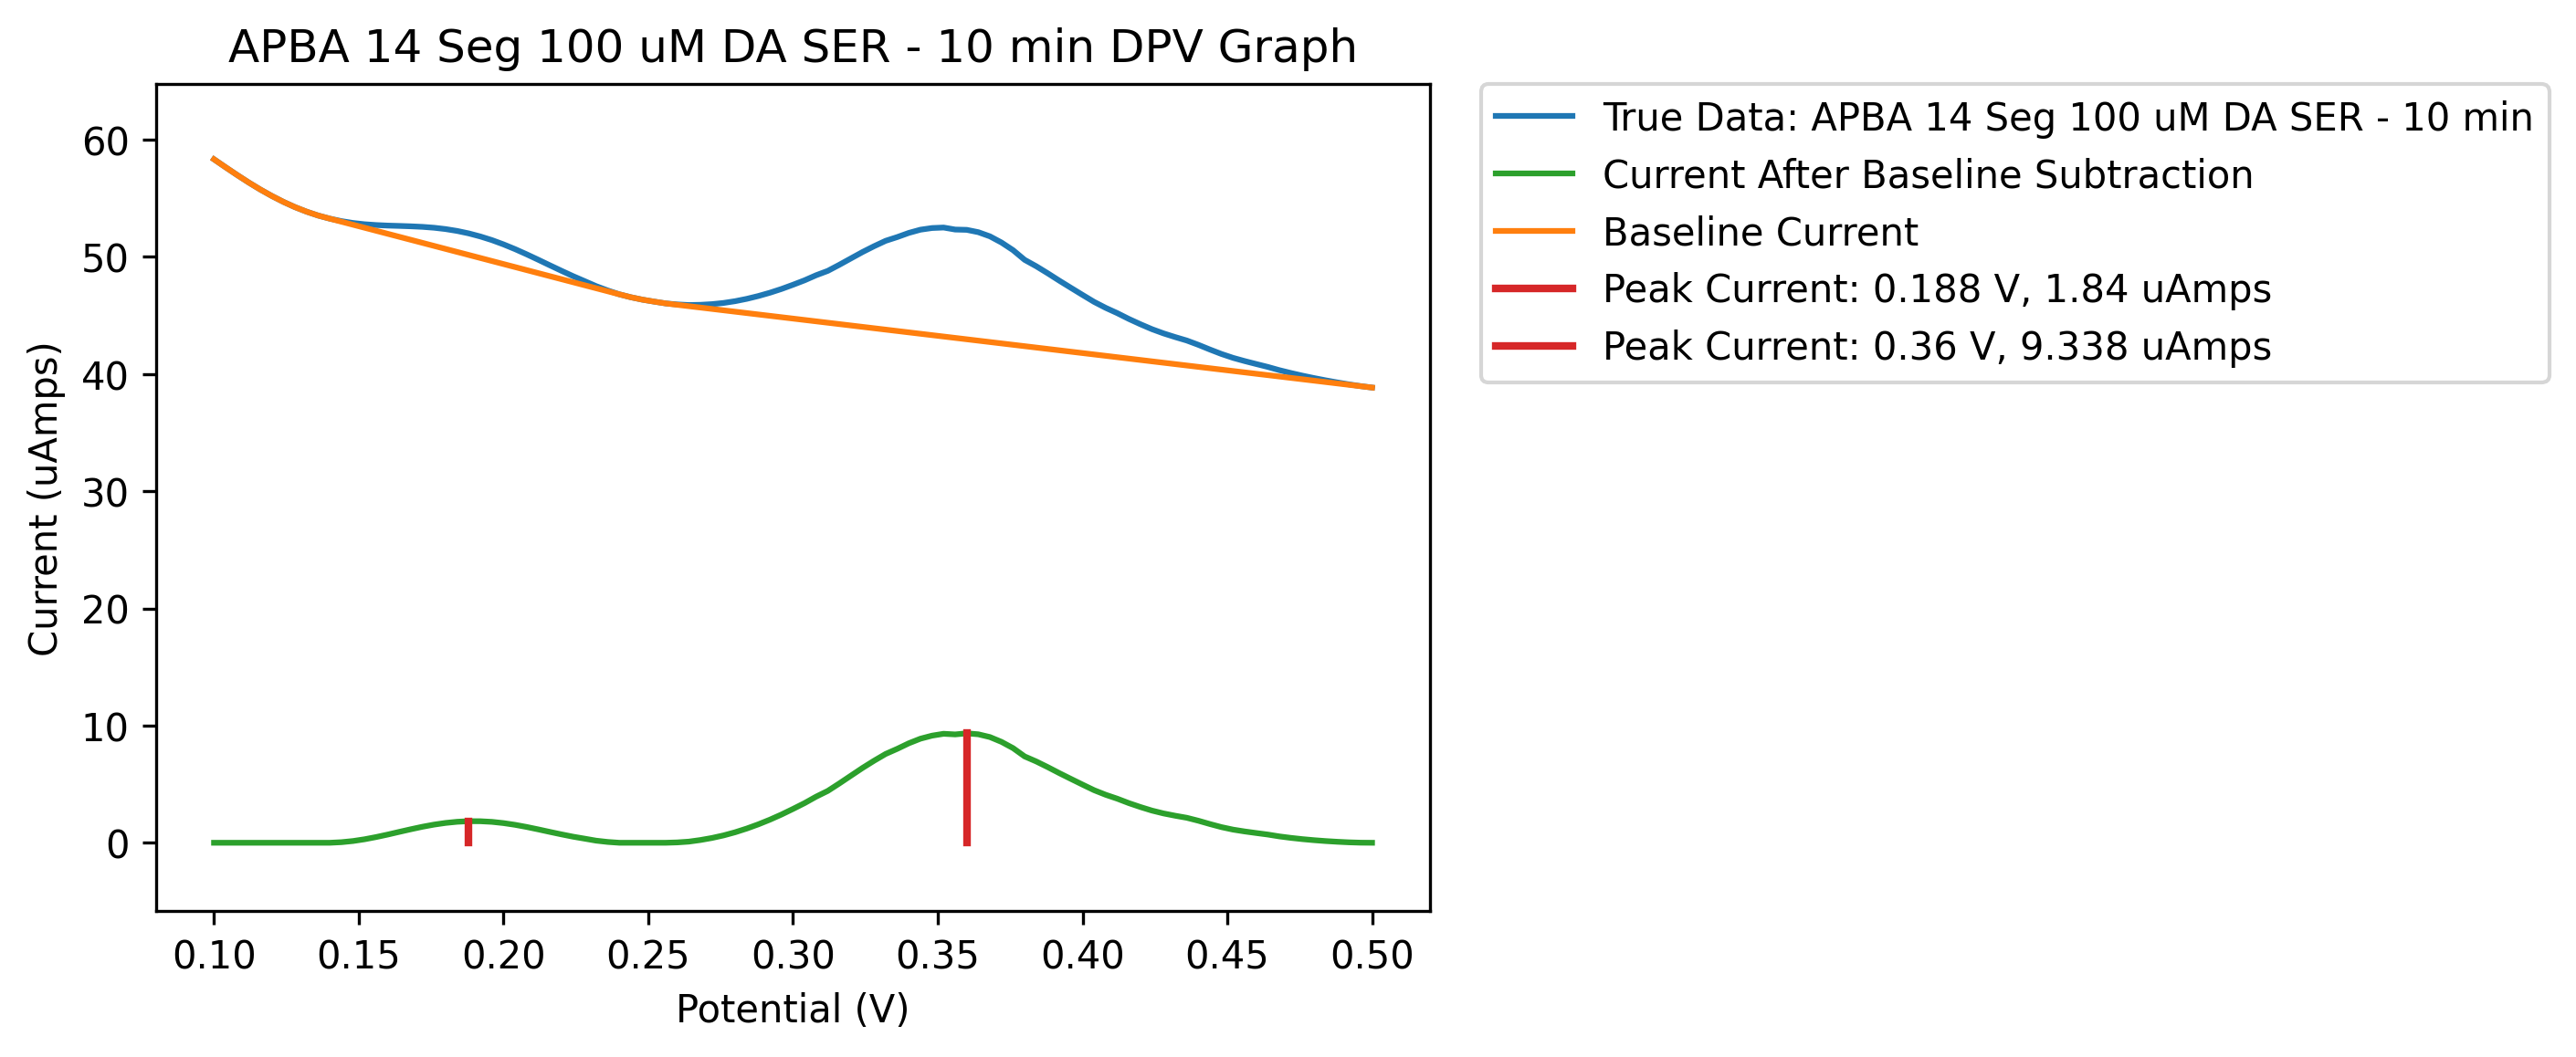 APBA 14 Seg 100 uM DA SER - 10 min DPV Graph
True Data: APBA 14 Seg 100 uM DA SER - 10 min
Current After Baseline Subtraction
Baseline Current
Peak Current: 0.188 V, 1.84 uAmps
Peak Current: 0.36 V, 9.338 uAmps
Current (uAmps)
60
50
40
30
20
10
0
0.10 0.15 0.20 0.25 0.30 0.35 0.40 0.45 0.50
Potential (V)